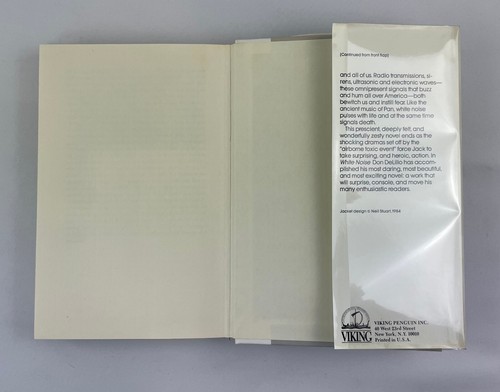 (Continued from front flap)
and all of us. Radio transmissions, si-
rens, ultrasonic and electronic waves—
these omnipresent signals that buzz
and hum all over America—both
bewitch us and instill fear. Like the
ancient music of Pan, white noise
pulses with life and at the same time
signals death.
This prescient, deeply felt, and
wonderfully zesty novel ends as the
shocking dramas set off by the
"airborne toxic event" force Jack to
take surprising, and heroic, action. In
White Noise Don DeLillo has accom-
plished his most daring, most beautiful,
and most exciting novel: a work that
will surprise, console, and move his
many enthusiastic readers.
Jacket design © Neil Stuart, 1984
VIKING
VIKING PENGUIN INC.
40 West 23rd Street
New York, N.Y. 10010
Printed in U.S.A.